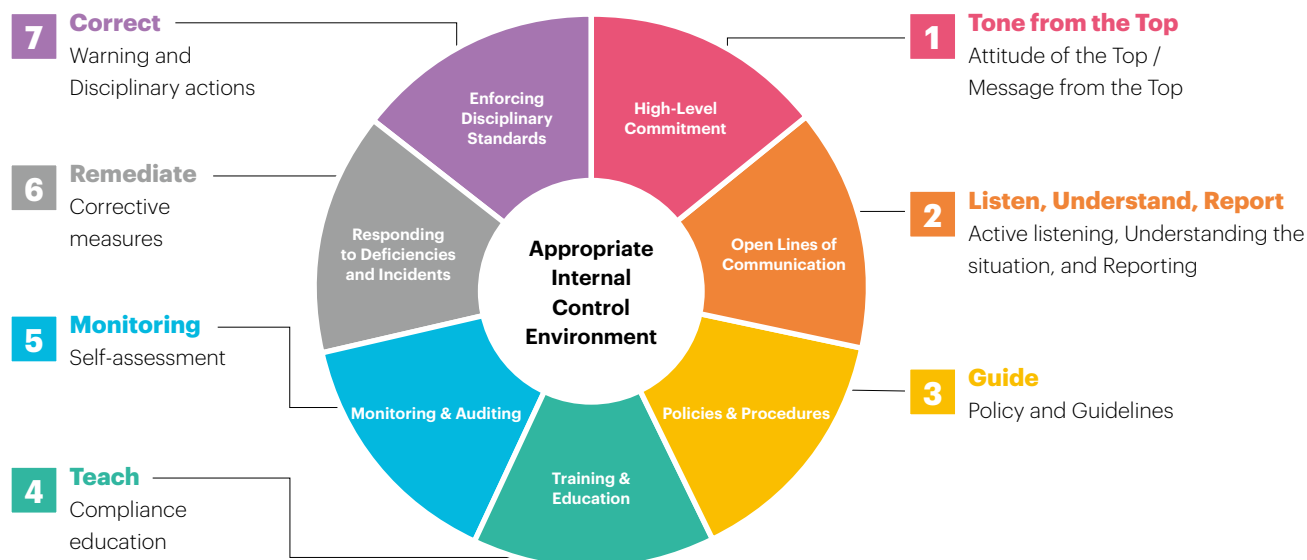 1
Tone from the Top
Attitude of the Top /
Message from the Top
2
Listen, Understand, Report
Active listening, Understanding the
situation, and Reporting
3
Guide
Policy and Guidelines
4
Teach
Compliance
education
5
Monitoring
Self-assessment
6
Remediate
Corrective
measures
7
Correct
Warning and
Disciplinary actions
High-Level
Commitment
Open Lines of
Communication
Policies & Procedures
Training &
Education
Monitoring & Auditing
Responding
to Deficiencies
and Incidents
Enforcing
Disciplinary
Standards
Appropriate
Internal
Control
Environment